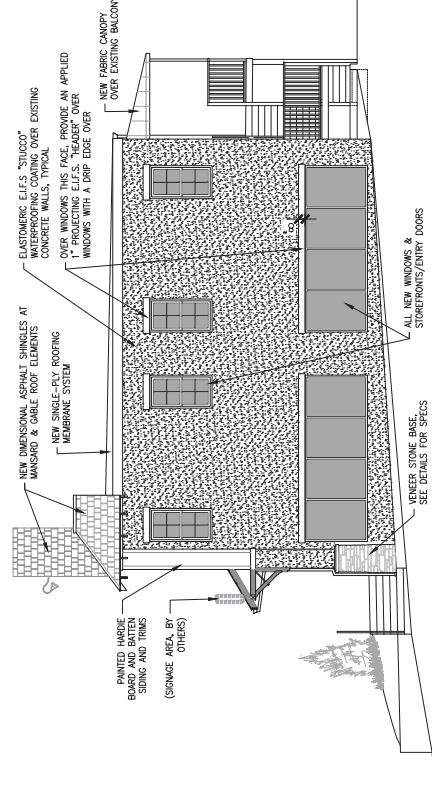 NEW DIMENSIONAL ASPHALT SHINGLES AT
MANSARD & GABLE ROOF ELEMENTS
NEW SINGLE-PLY ROOFING
MEMBRANE SYSTEM
ELASTOMERIC E.I.F.S "STUCCO"
WATERPROOFING COATING OVER EXISTING
CONCRETE WALLS, TYPICAL
OVER WINDOWS THIS FACE, PROVIDE AN APPLIED
1" PROJECTING E.I.F.S. "HEADER" OVER
WINDOWS WITH A DRIP EDGE OVER
NEW FABRIC CANOPY
OVER EXISTING BALCONY
PAINTED HARDIE
BOARD AND BATTEN
SIDING AND TRIMS
(SIGNAGE AREA, BY
OTHERS)
8"
VENEER STONE BASE,
SEE DETAILS FOR SPECS
ALL NEW WINDOWS &
STOREFRONTS/ENTRY DOORS